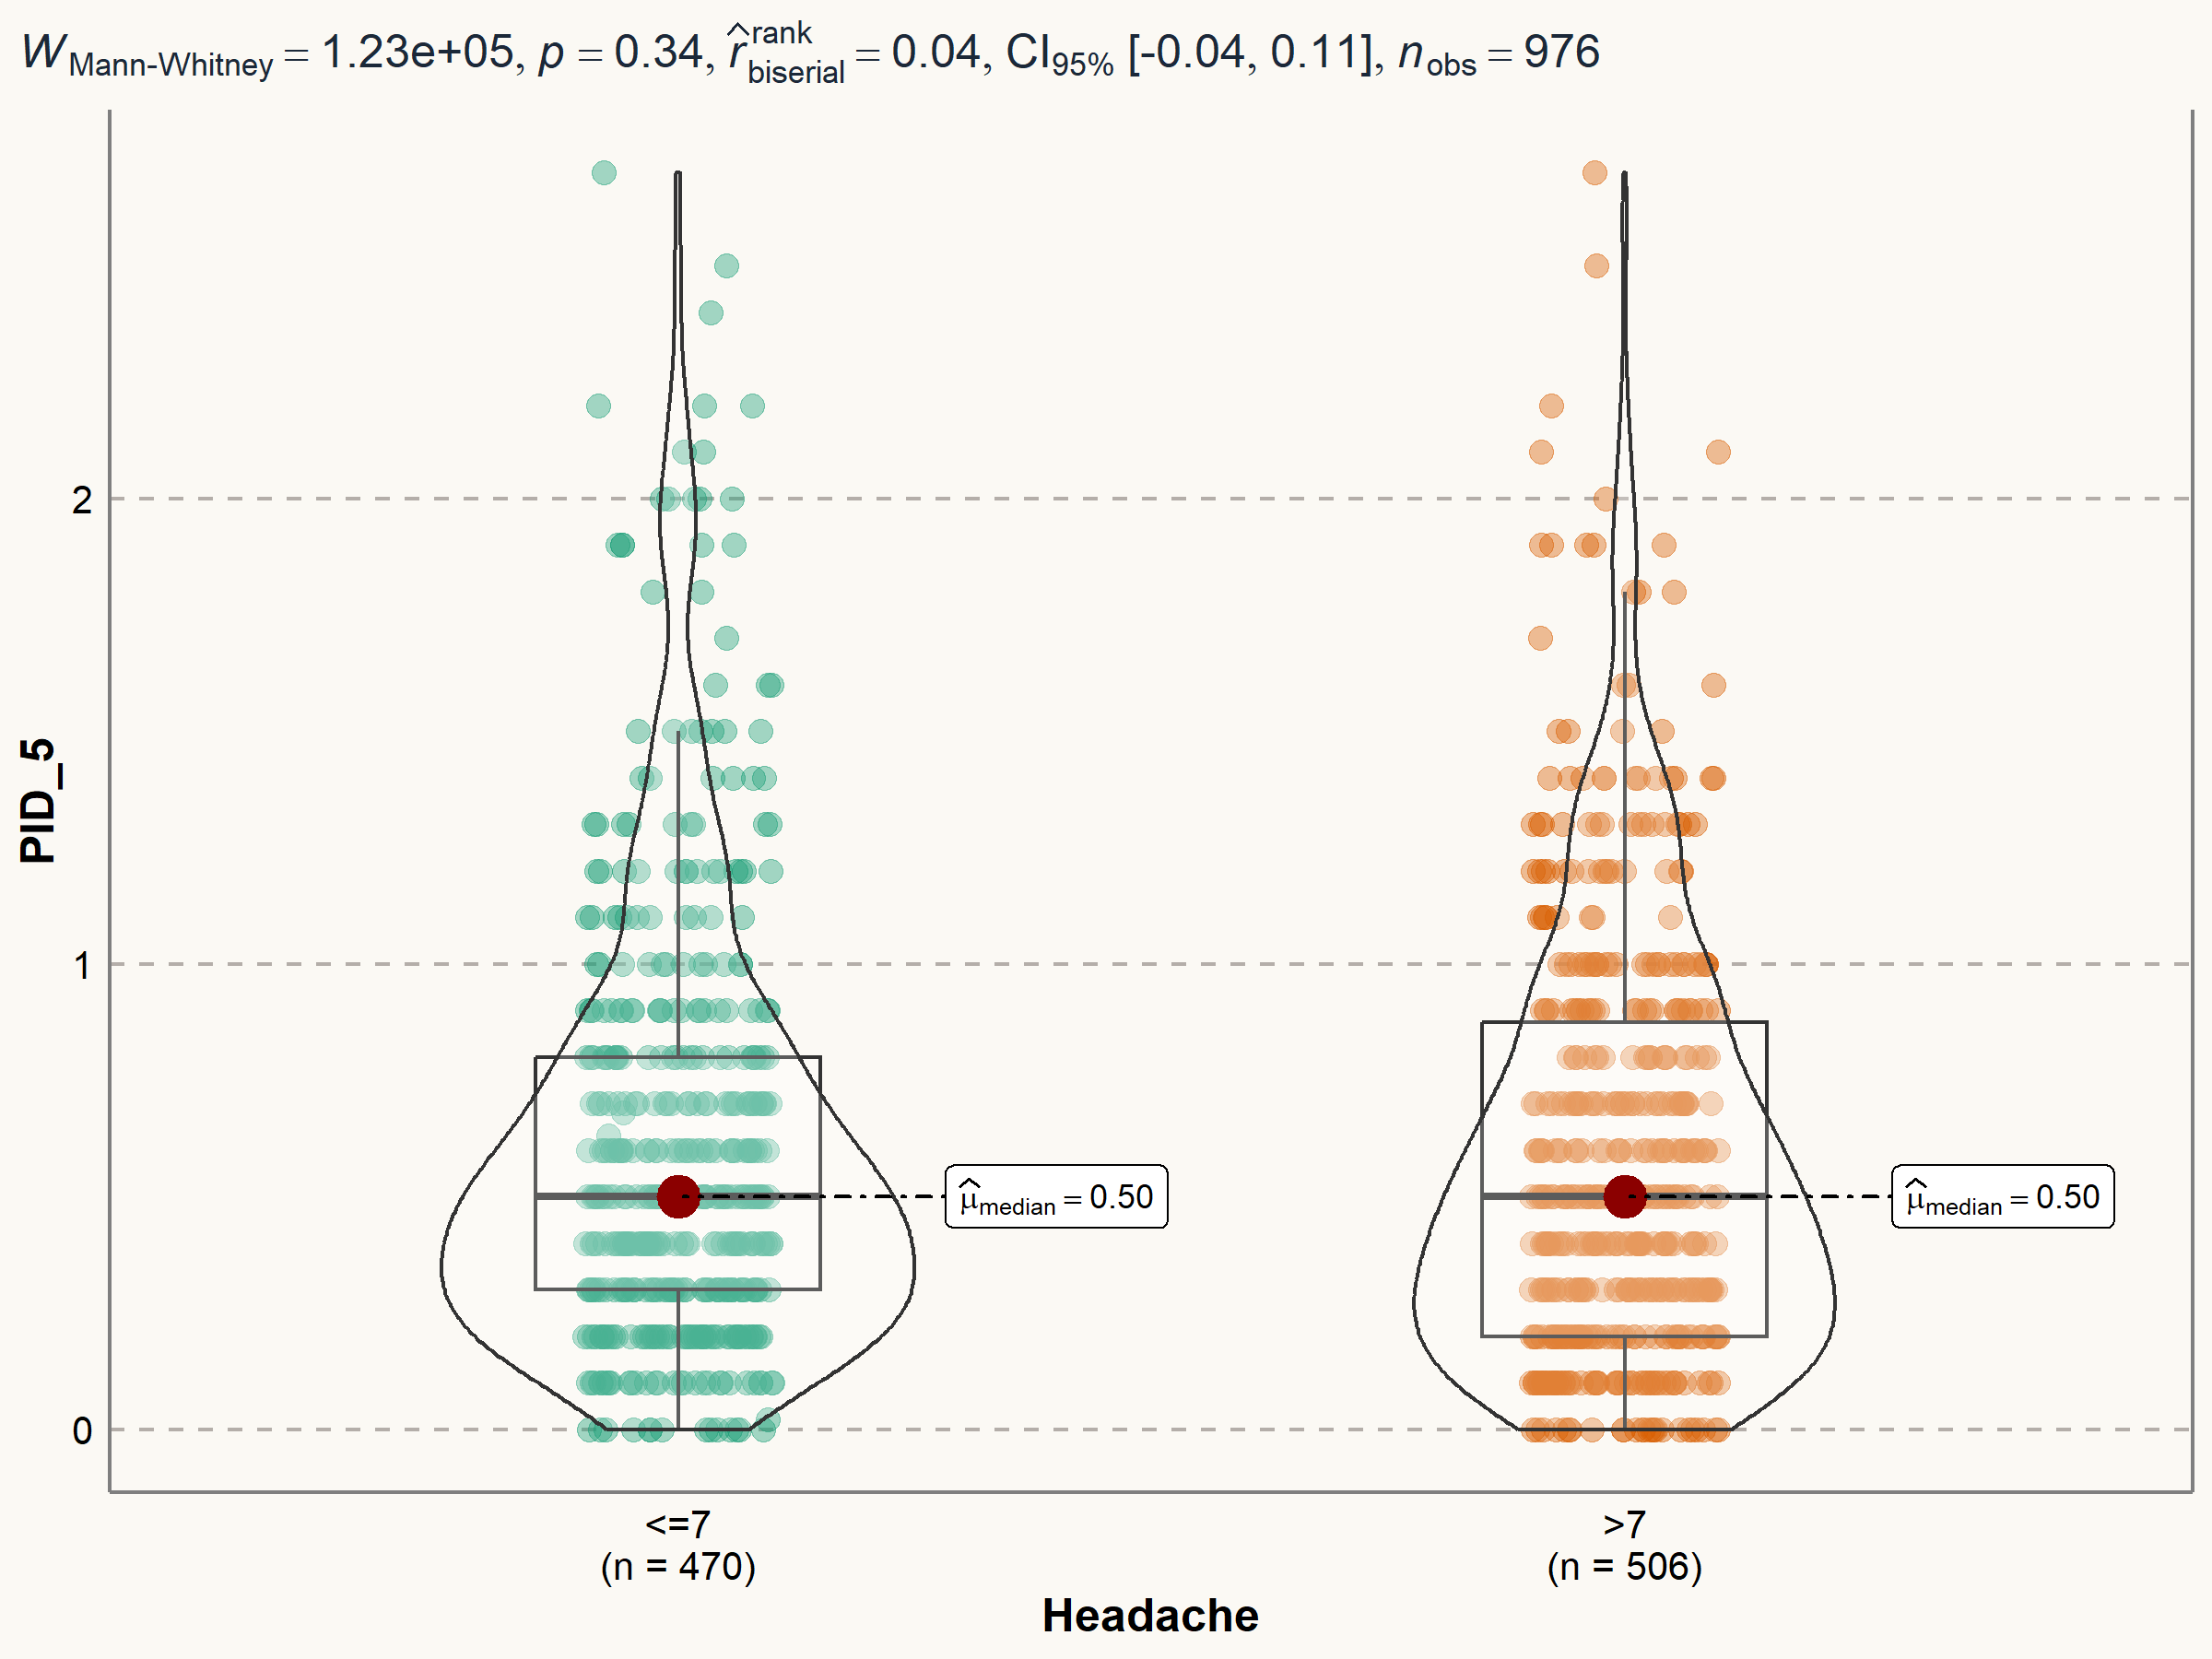 W Mann-Whitney = 1.23e+05, p = 0.34, r̂ rank biserial = 0.04, CI95% [-0.04, 0.11], n obs = 976
PID_5
2
1
0
μ̂ median = 0.50
μ̂ median = 0.50
<=7
(n = 470)
>7
(n = 506)
Headache